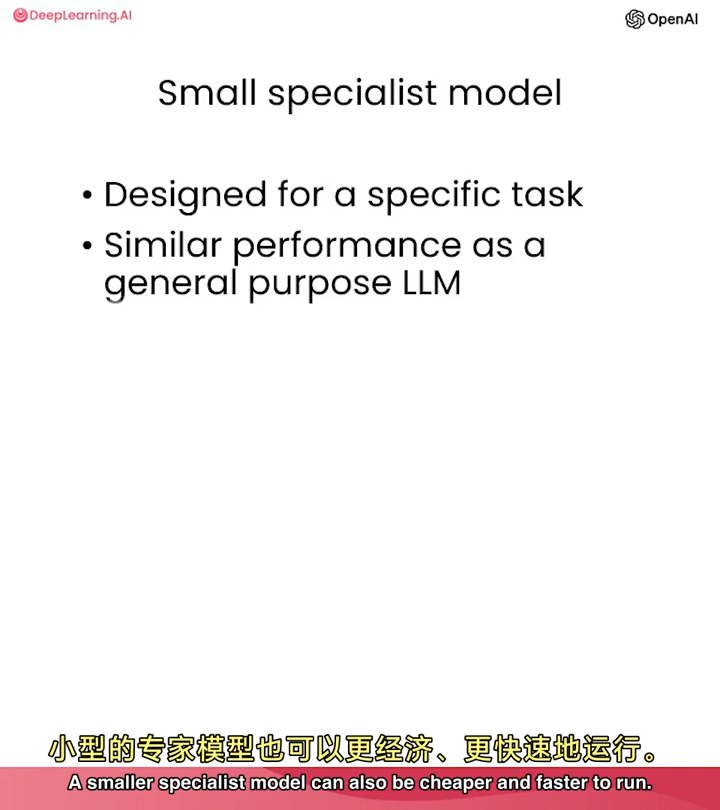 DeepLearning.AI
OpenAI
Small specialist model
• Designed for a specific task
• Similar performance as a
general purpose LLM
小型的专家模型也可以更经济、更快速地运行。
A smaller specialist model can also be cheaper and faster to run.